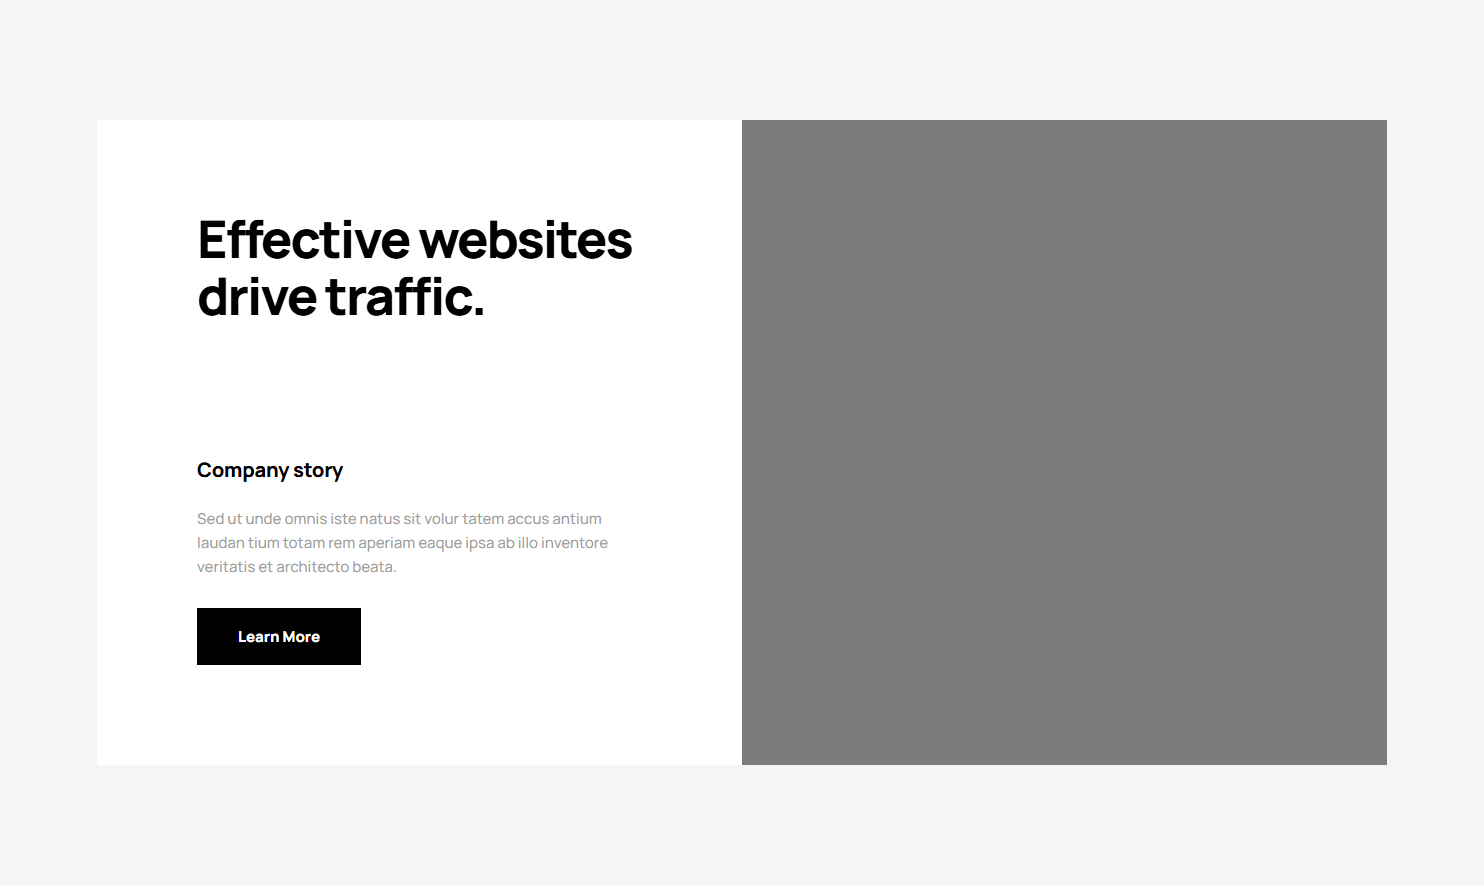 Effective websites
drive traffic.
Company story
Sed ut unde omnis iste natus sit volur tatem accus antium
laudan tium totam rem aperiam eaque ipsa ab illo inventore
veritatis et architecto beata.
Learn More